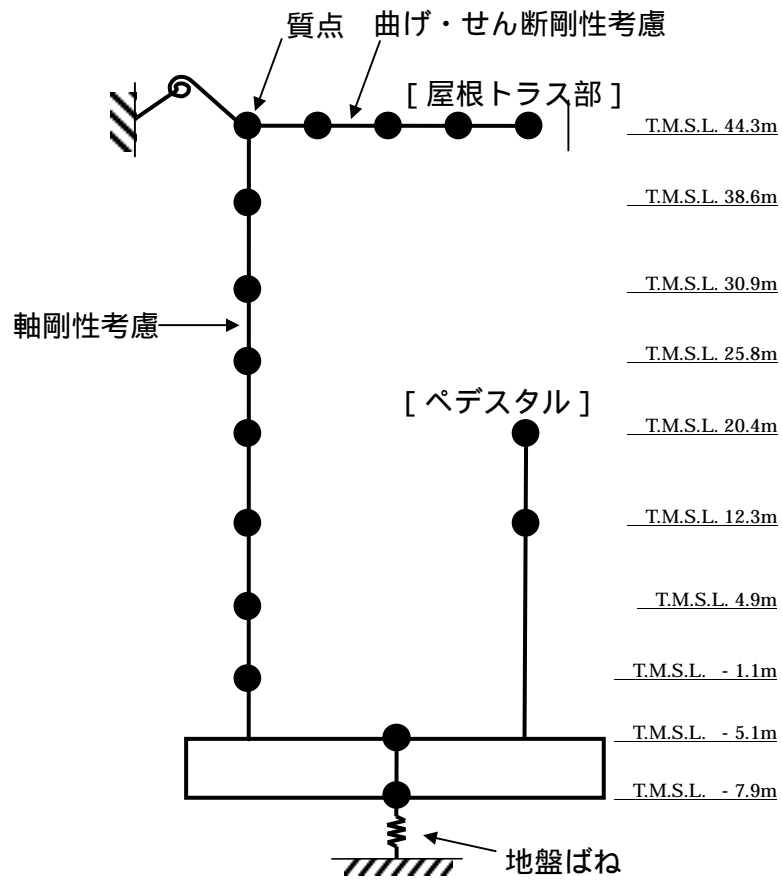 質点 曲げ・せん断剛性考慮
[ 屋根トラス部 ]
T.M.S.L. 44.3m
T.M.S.L. 38.6m
T.M.S.L. 30.9m
軸剛性考慮
T.M.S.L. 25.8m
[ ペデスタル ]
T.M.S.L. 20.4m
T.M.S.L. 12.3m
T.M.S.L. 4.9m
T.M.S.L. - 1.1m
T.M.S.L. - 5.1m
T.M.S.L. - 7.9m
地盤ばね